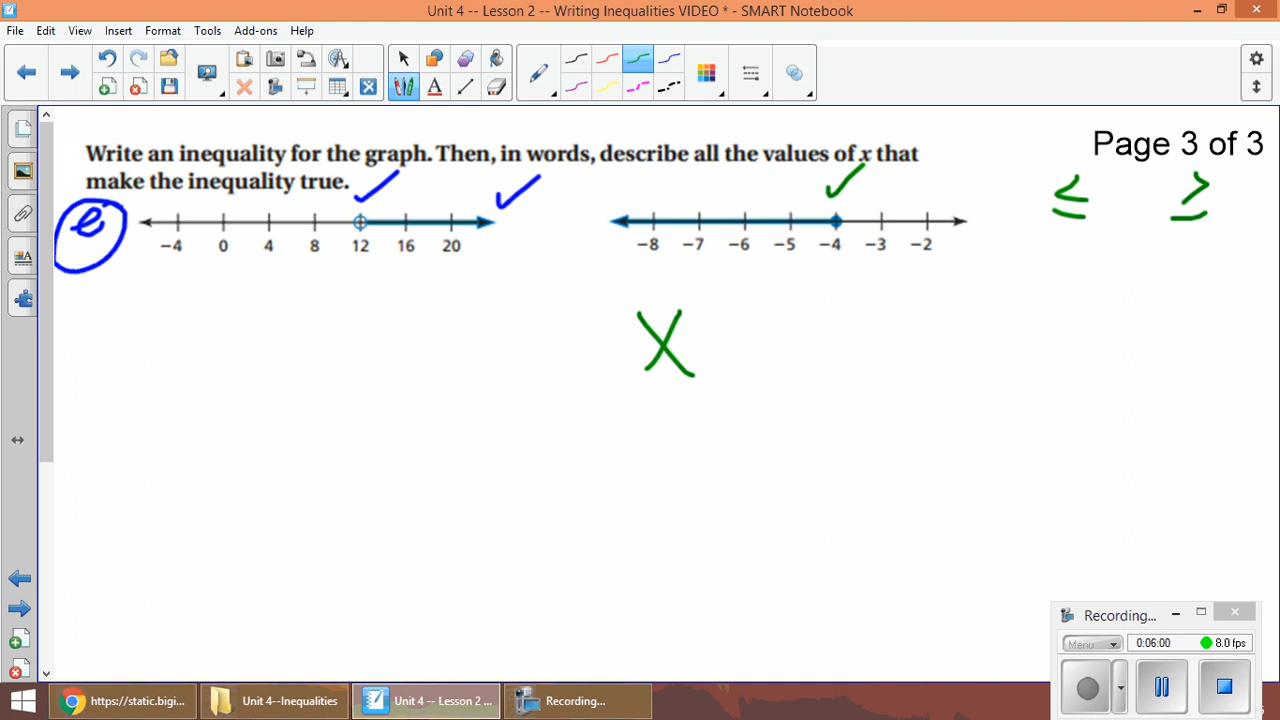 Unit 4 -- Lesson 2 -- Writing Inequalities VIDEO * - SMART Notebook
File Edit View Insert Format Tools Add-ons Help
Page 3 of 3
Write an inequality for the graph. Then, in words, describe all the values of x that
make the inequality true.
≤ ≥
e
−4 0 4 8 12 16 20
−8 −7 −6 −5 −4 −3 −2
X
Recording...
Menu 0:06:00 8.0 fps
https://static.bigi... Unit 4--Inequalities Unit 4 -- Lesson 2 ... Recording...